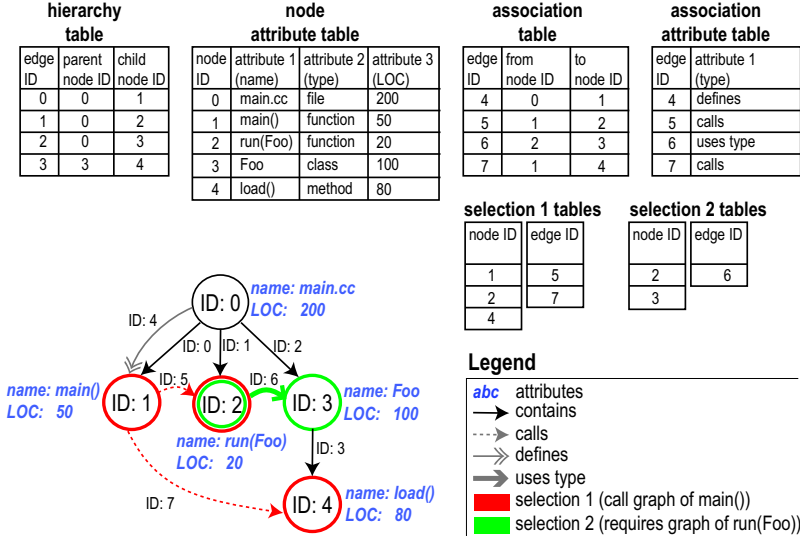 hierarchy
table
edge ID parent node ID child node ID
0 0 1
1 0 2
2 0 3
3 3 4
node
attribute table
node ID attribute 1 (name) attribute 2 (type) attribute 3 (LOC)
0 main.cc file 200
1 main() function 50
2 run(Foo) function 20
3 Foo class 100
4 load() method 80
association
table
edge ID from node ID to node ID
4 0 1
5 1 2
6 2 3
7 1 4
association
attribute table
edge ID attribute 1 (type)
4 defines
5 calls
6 uses type
7 calls
selection 1 tables
node ID edge ID
1 5
2 7
4
selection 2 tables
node ID edge ID
2 6
3
ID: 0
name: main.cc
LOC: 200
ID: 4
ID: 0
ID: 1
ID: 2
name: main()
LOC: 50
ID: 1
ID: 5
ID: 2
ID: 6
ID: 3
name: Foo
LOC: 100
name: run(Foo)
LOC: 20
ID: 3
ID: 7
ID: 4
name: load()
LOC: 80
Legend
abc attributes
contains
calls
defines
uses type
selection 1 (call graph of main())
selection 2 (requires graph of run(Foo))